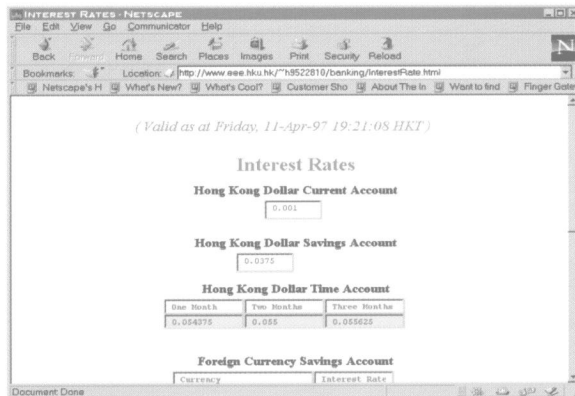 INTEREST RATES - NETSCAPE
File Edit View Go Communicator Help
Back Forward Home Search Places Images Print Security Reload
N
Bookmarks: Location: http://www.eee.hku.hk/~h9522810/banking/InterestRate.html
Netscape's H What's New? What's Cool? Customer Sho About The In Want to find Finger Gate
( Valid as at Friday, 11-Apr-97 19:21:08 HKT )
Interest Rates
Hong Kong Dollar Current Account
0.001
Hong Kong Dollar Savings Account
0.0375
Hong Kong Dollar Time Account
One Month Two Months Three Months
0.054375 0.055 0.055625
Foreign Currency Savings Account
Currency Interest Rate
Document Done